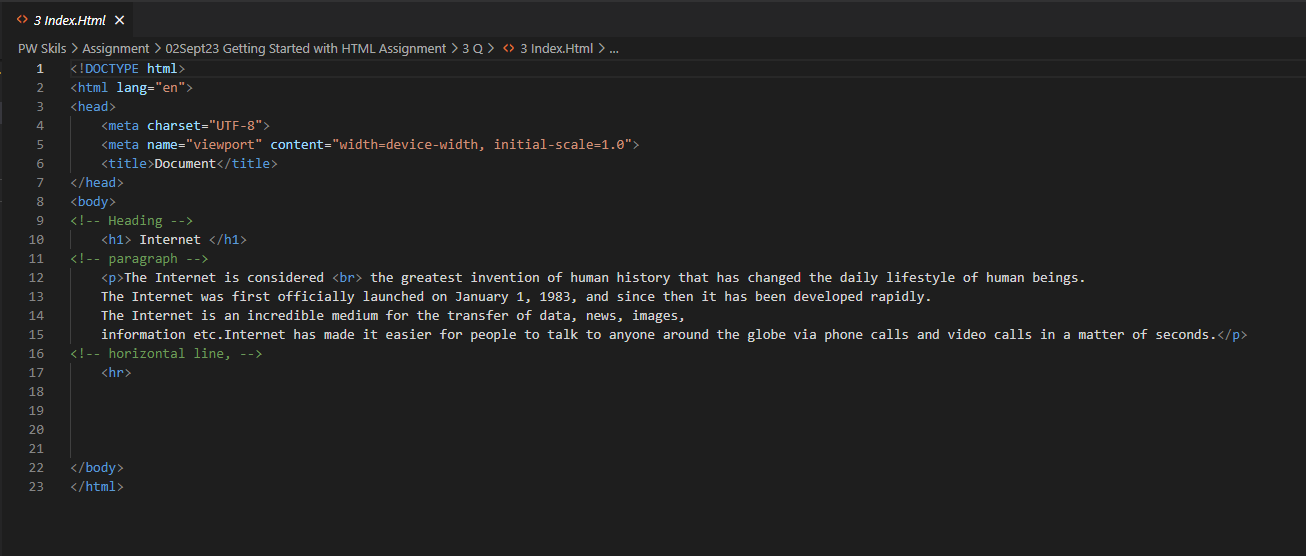 <> 3 Index.Html ×
PW Skils > Assignment > 02Sept23 Getting Started with HTML Assignment > 3 Q > <> 3 Index.Html > ...
1 <!DOCTYPE html>
2 <html lang="en">
3 <head>
4 <meta charset="UTF-8">
5 <meta name="viewport" content="width=device-width, initial-scale=1.0">
6 <title>Document</title>
7 </head>
8 <body>
9 <!-- Heading -->
10 <h1> Internet </h1>
11 <!-- paragraph -->
12 <p>The Internet is considered <br> the greatest invention of human history that has changed the daily lifestyle of human beings.
13 The Internet was first officially launched on January 1, 1983, and since then it has been developed rapidly.
14 The Internet is an incredible medium for the transfer of data, news, images,
15 information etc.Internet has made it easier for people to talk to anyone around the globe via phone calls and video calls in a matter of seconds.</p>
16 <!-- horizontal line, -->
17 <hr>
18
19
20
21
22 </body>
23 </html>